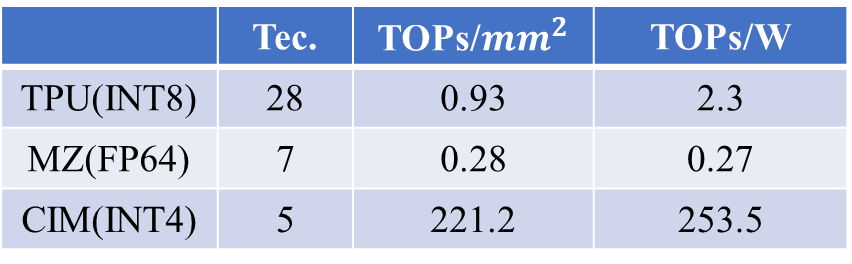 Tec. TOPs/mm² TOPs/W
TPU(INT8) 28 0.93 2.3
MZ(FP64) 7 0.28 0.27
CIM(INT4) 5 221.2 253.5